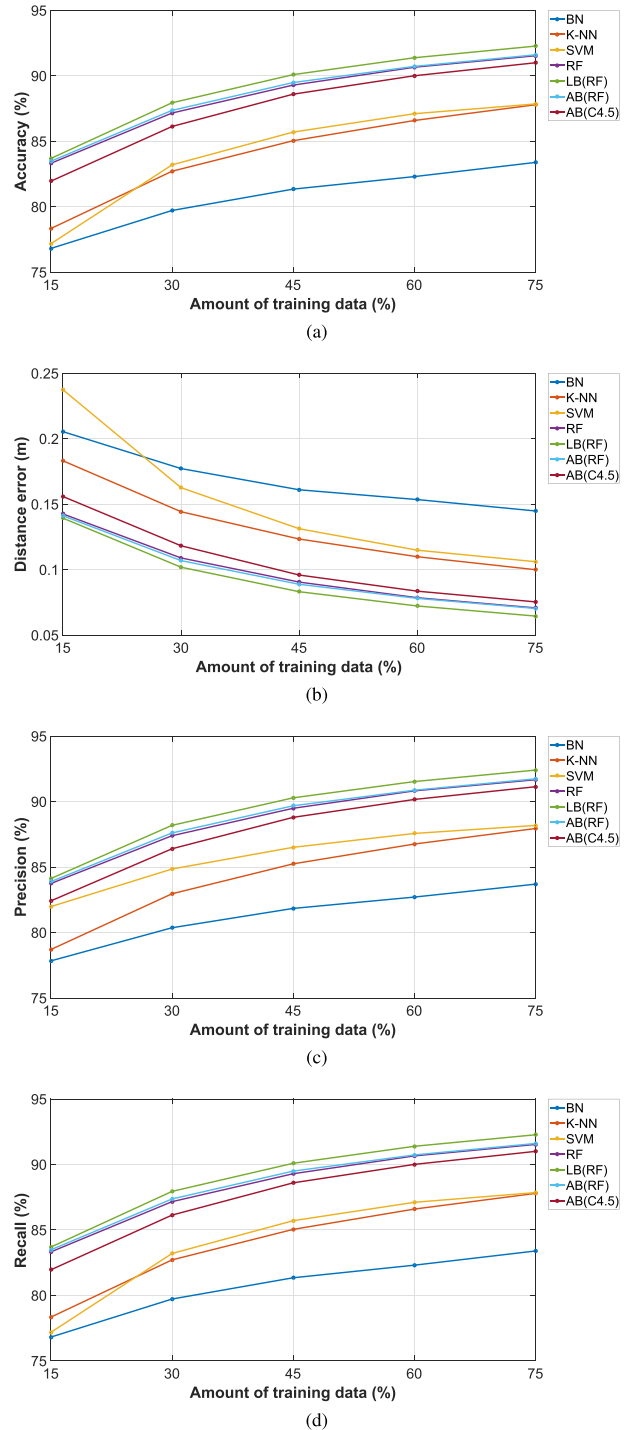 95
90
85
80
75
Accuracy (%)
15 30 45 60 75
Amount of training data (%)
BN
K-NN
SVM
RF
LB(RF)
AB(RF)
AB(C4.5)
(a)
0.25
0.2
0.15
0.1
0.05
Distance error (m)
15 30 45 60 75
Amount of training data (%)
BN
K-NN
SVM
RF
LB(RF)
AB(RF)
AB(C4.5)
(b)
95
90
85
80
75
Precision (%)
15 30 45 60 75
Amount of training data (%)
BN
K-NN
SVM
RF
LB(RF)
AB(RF)
AB(C4.5)
(c)
95
90
85
80
75
Recall (%)
15 30 45 60 75
Amount of training data (%)
BN
K-NN
SVM
RF
LB(RF)
AB(RF)
AB(C4.5)
(d)